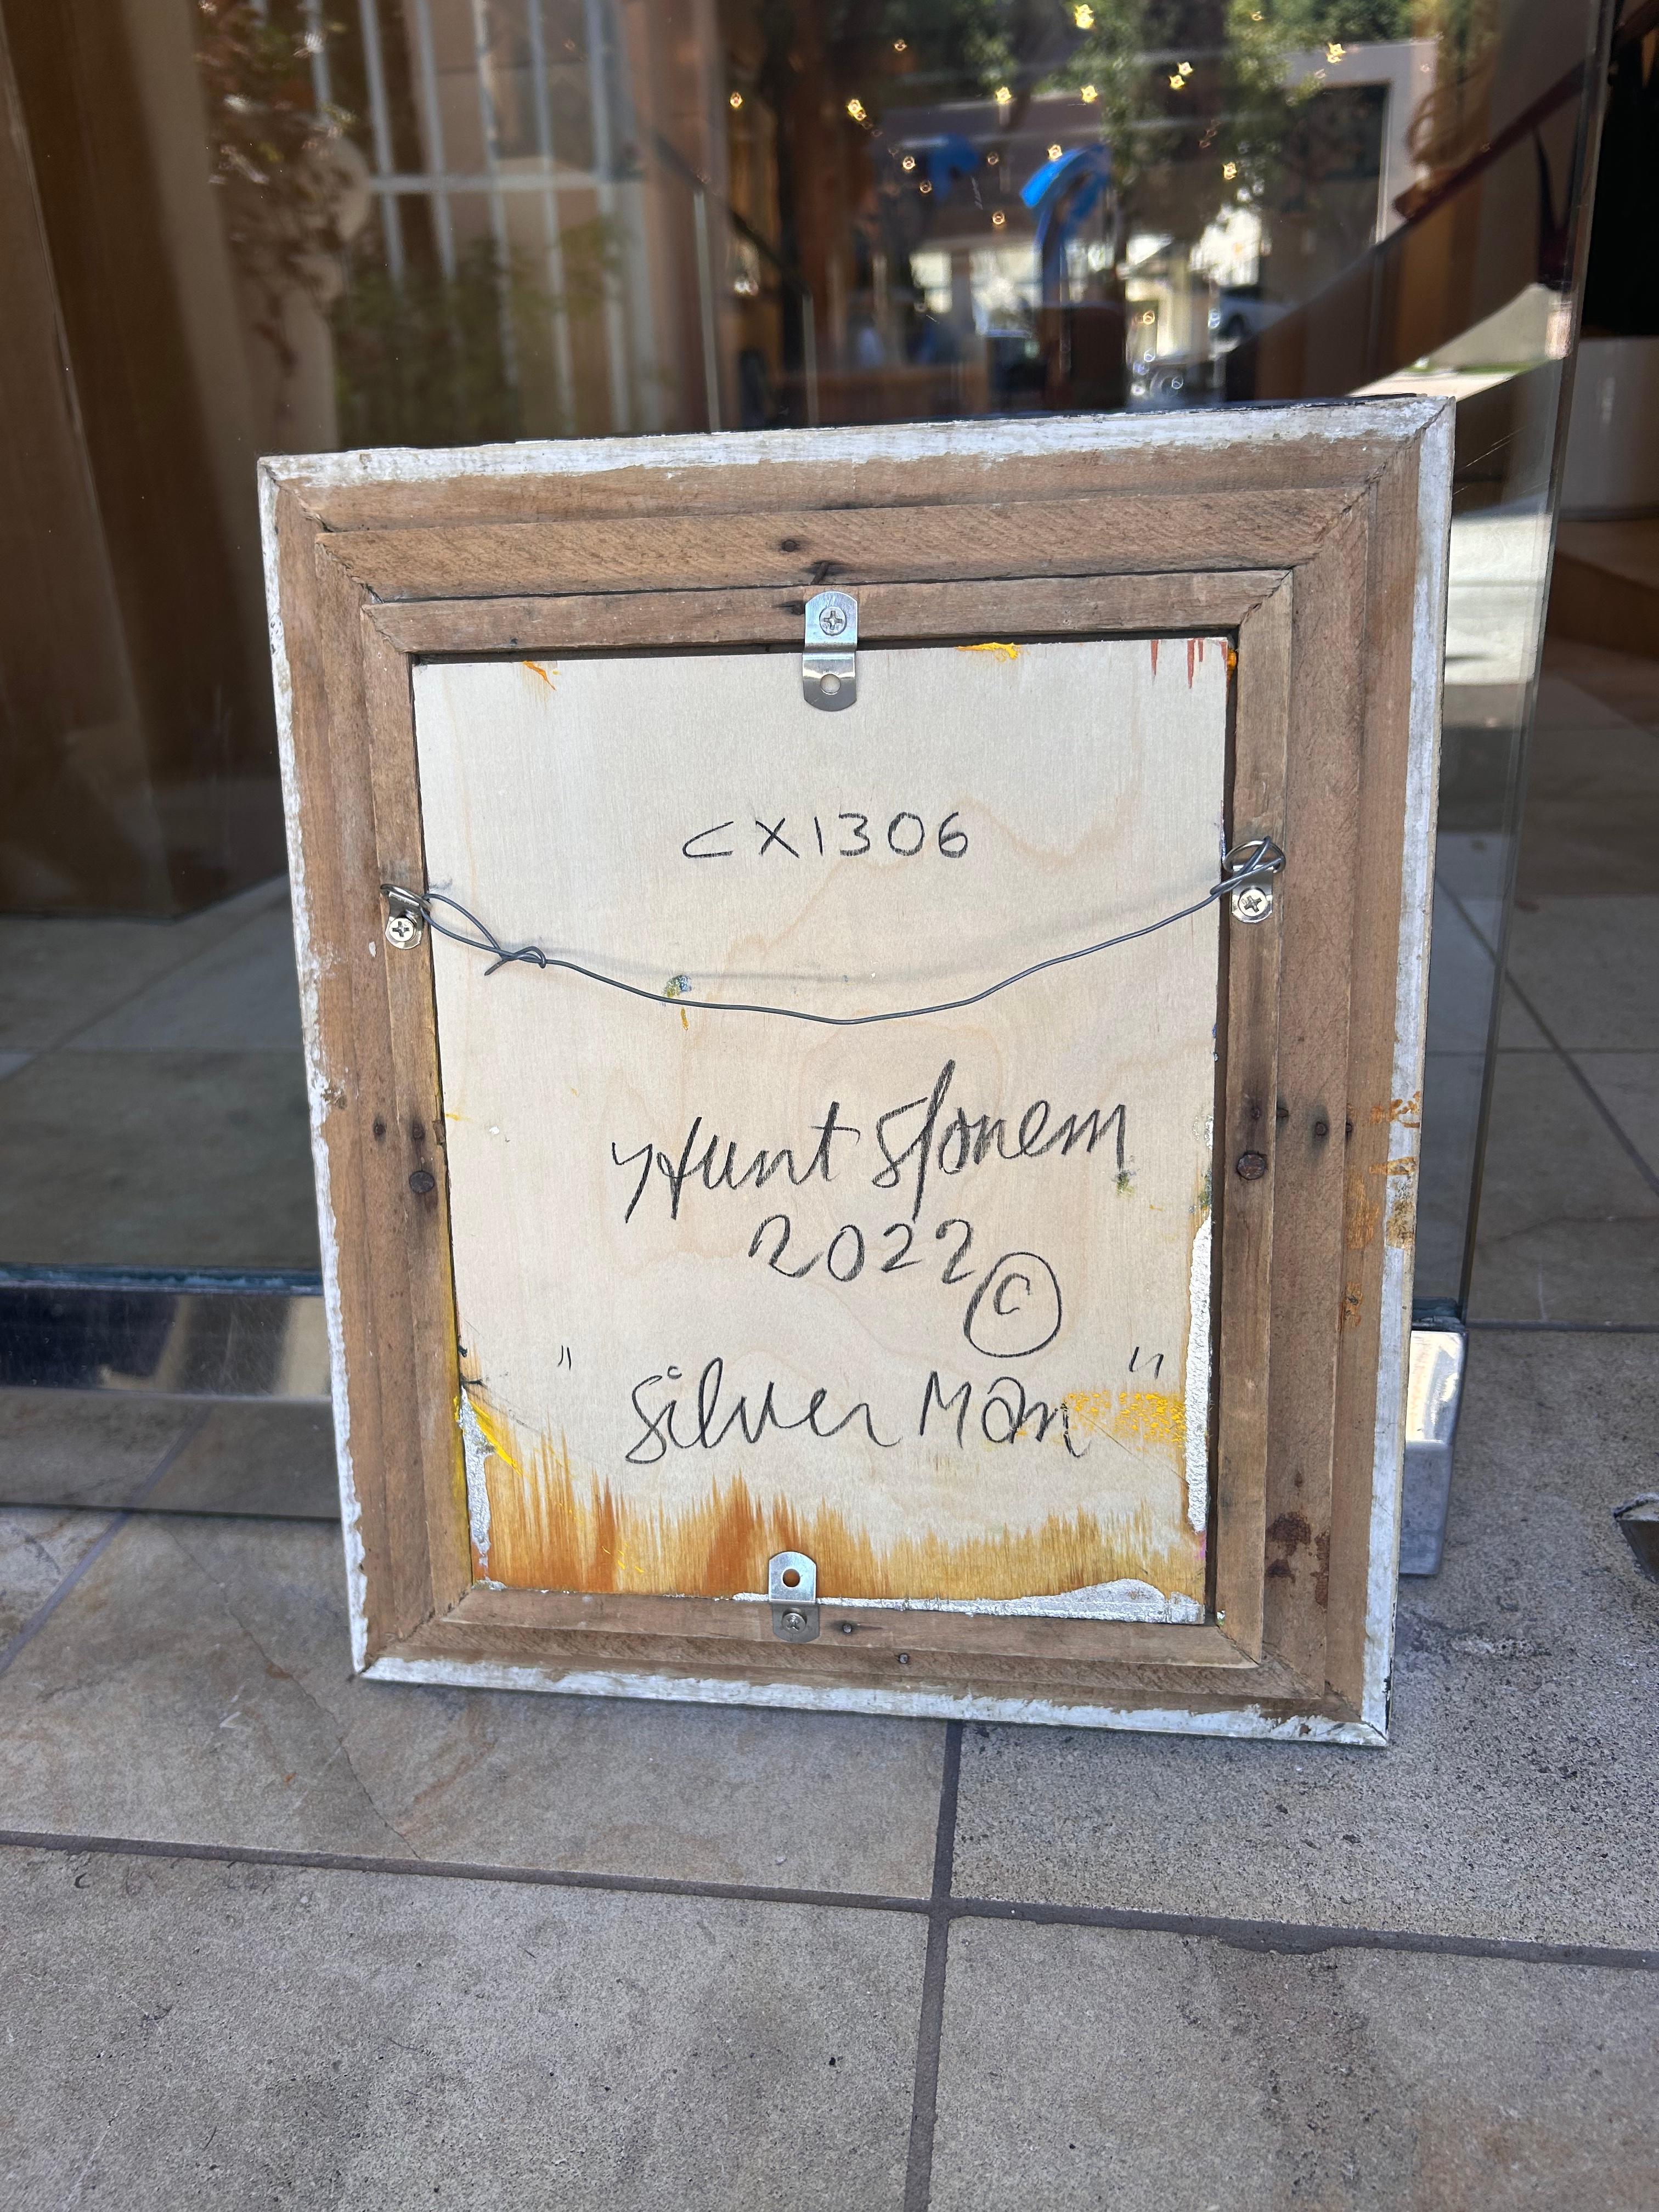 CX1306
Hunt Slonem
2022 ©
"Silver Man"